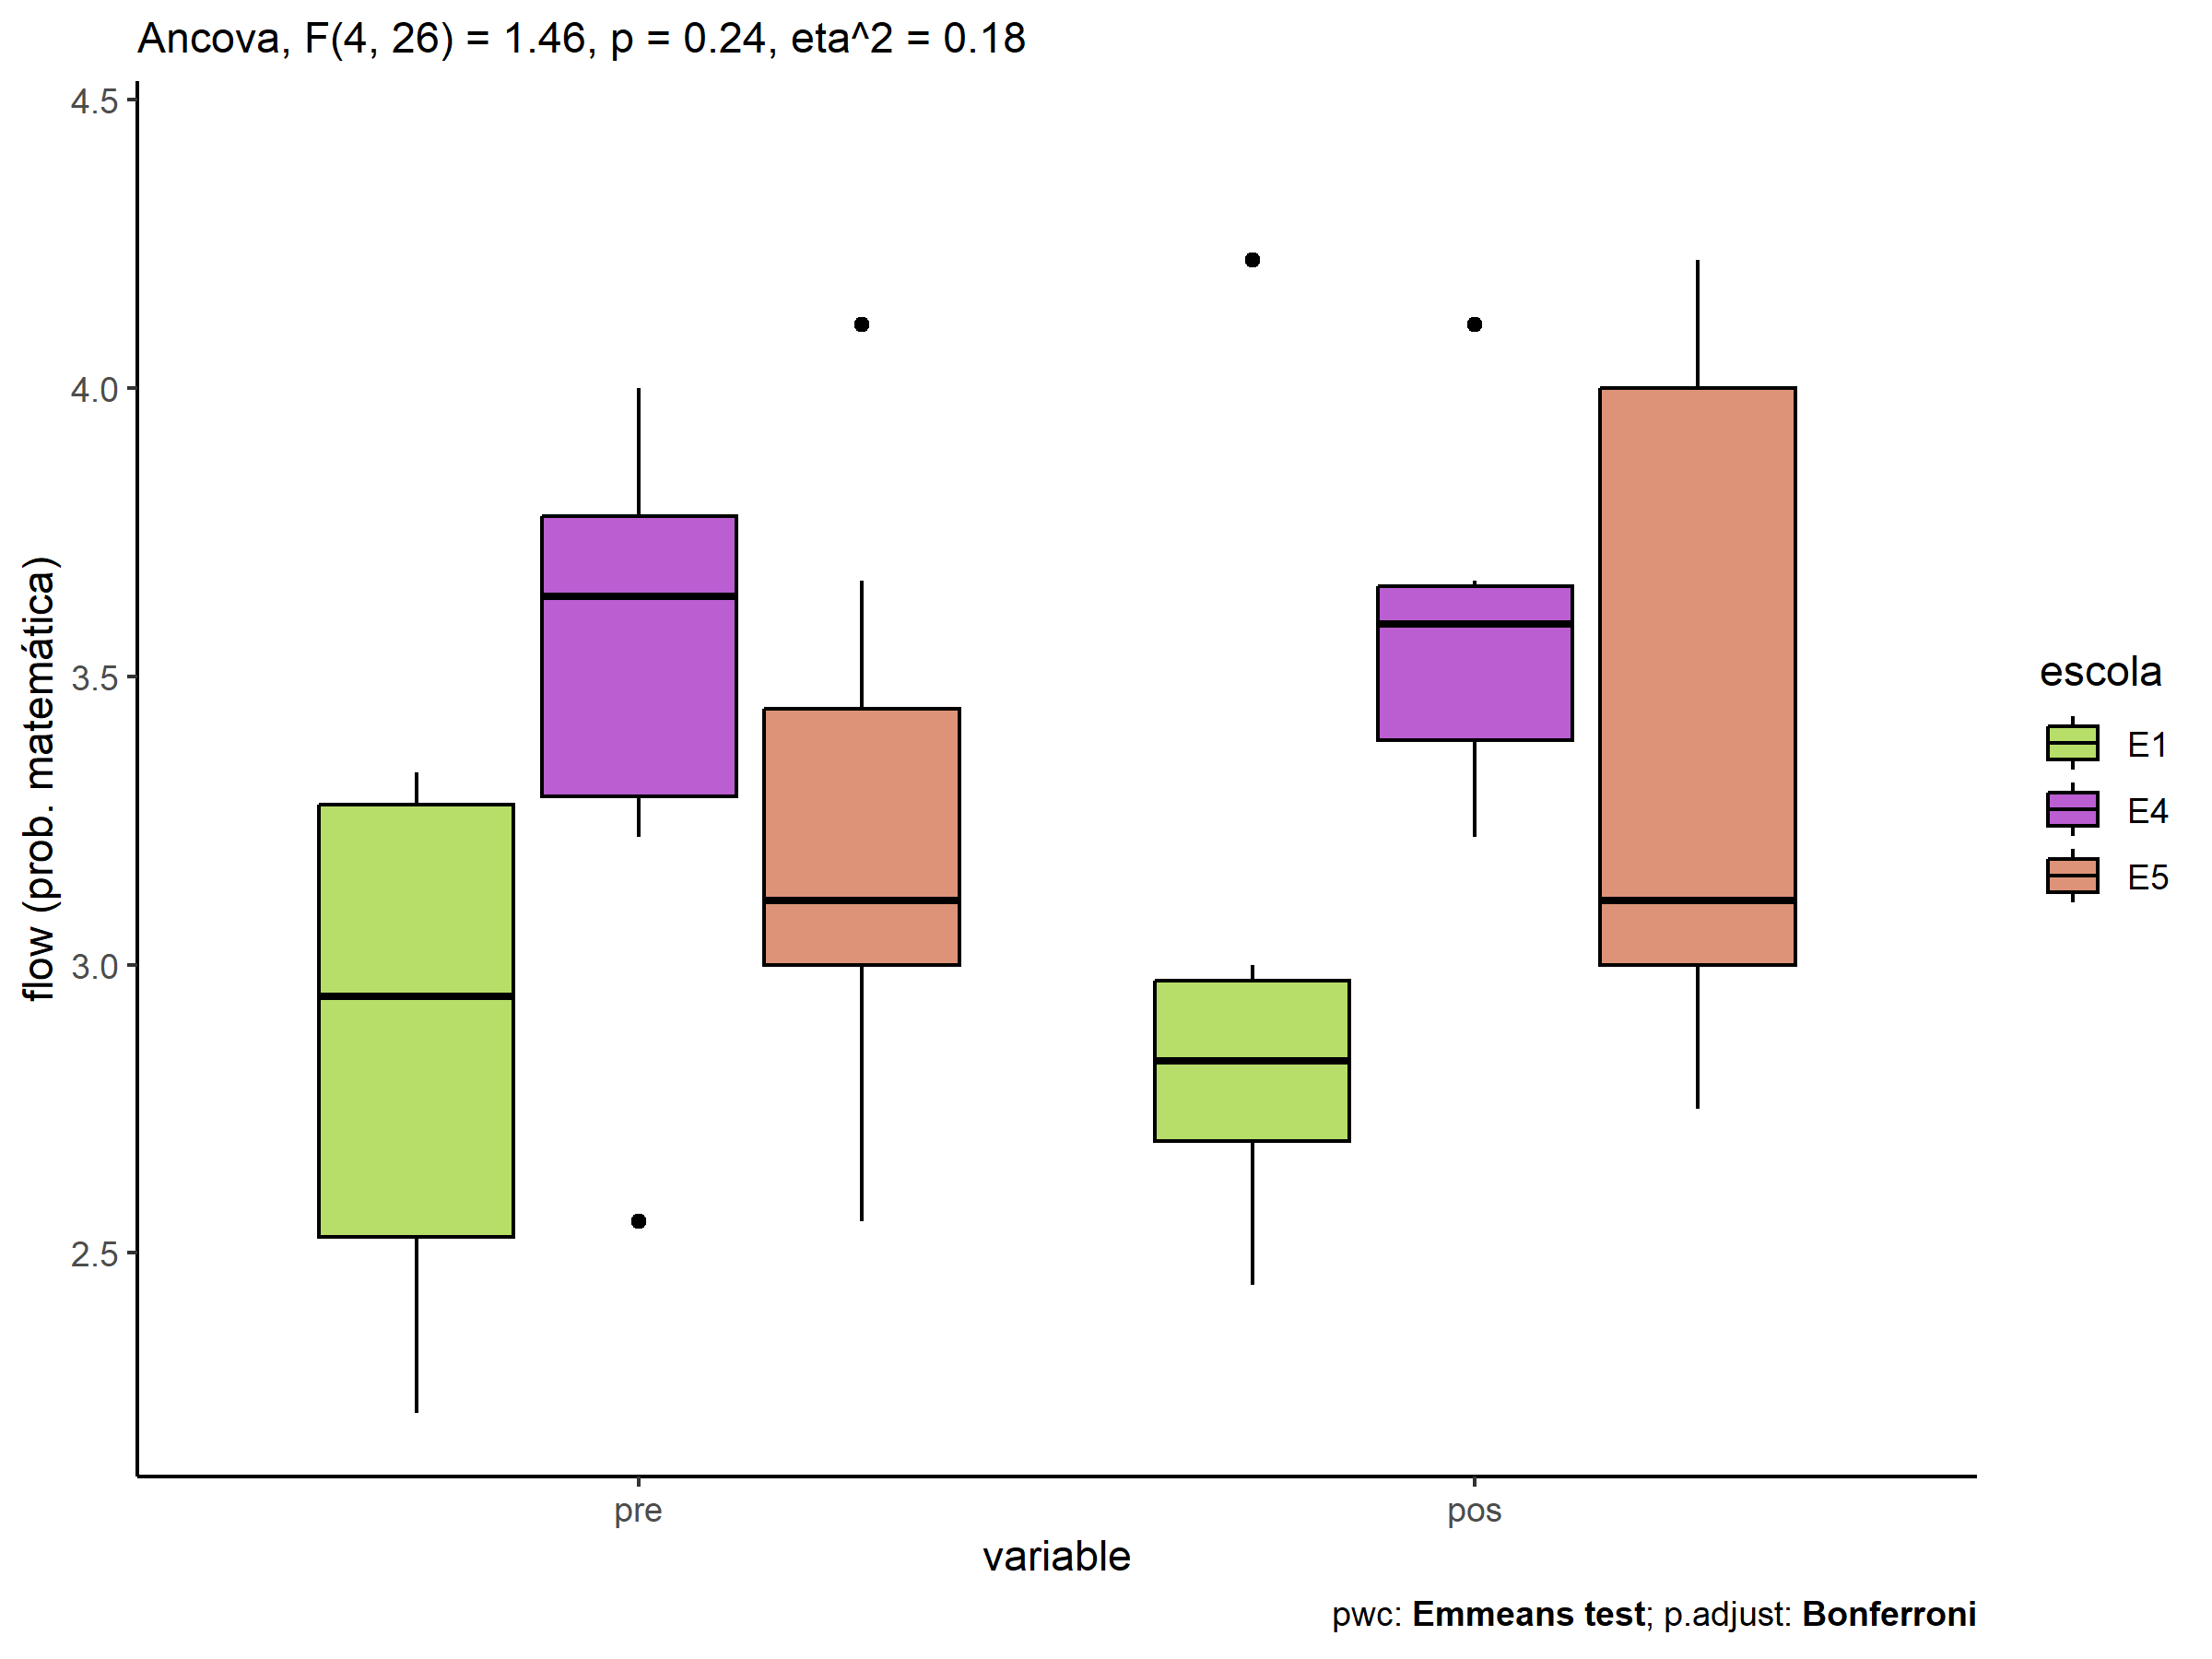 Ancova, F(4, 26) = 1.46, p = 0.24, eta^2 = 0.18
4.5
4.0
3.5
3.0
2.5
flow (prob. matemática)
pre
pos
variable
escola
E1
E4
E5
pwc: Emmeans test; p.adjust: Bonferroni